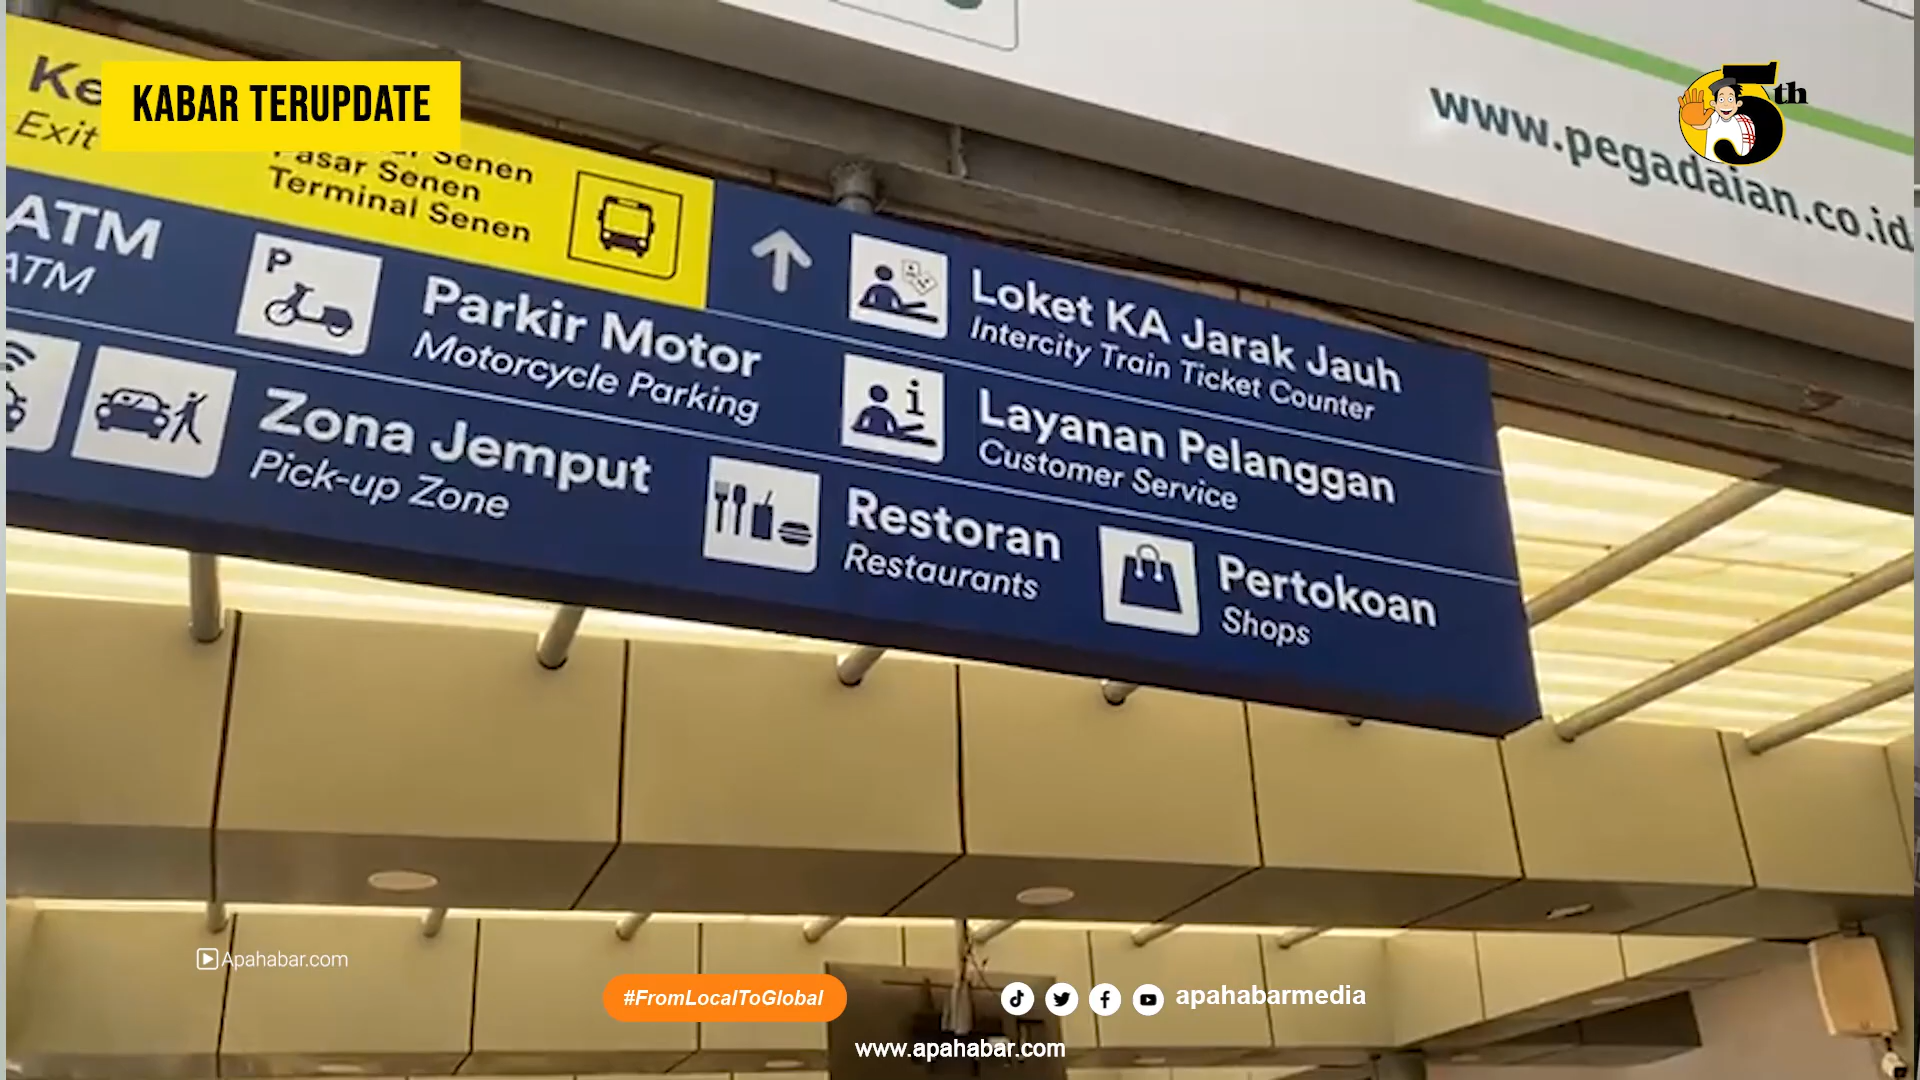 KABAR TERUPDATE
5th
www.pegadaian.co.id
Exit
Senen
Pasar Senen
Terminal Senen
ATM
ATM
P
Parkir Motor
Motorcycle Parking
Zona Jemput
Pick-up Zone
Loket KA Jarak Jauh
Intercity Train Ticket Counter
i
Layanan Pelanggan
Customer Service
Restoran
Restaurants
Pertokoan
Shops
Apahabar.com
#FromLocalToGlobal
apahabarmedia
www.apahabar.com